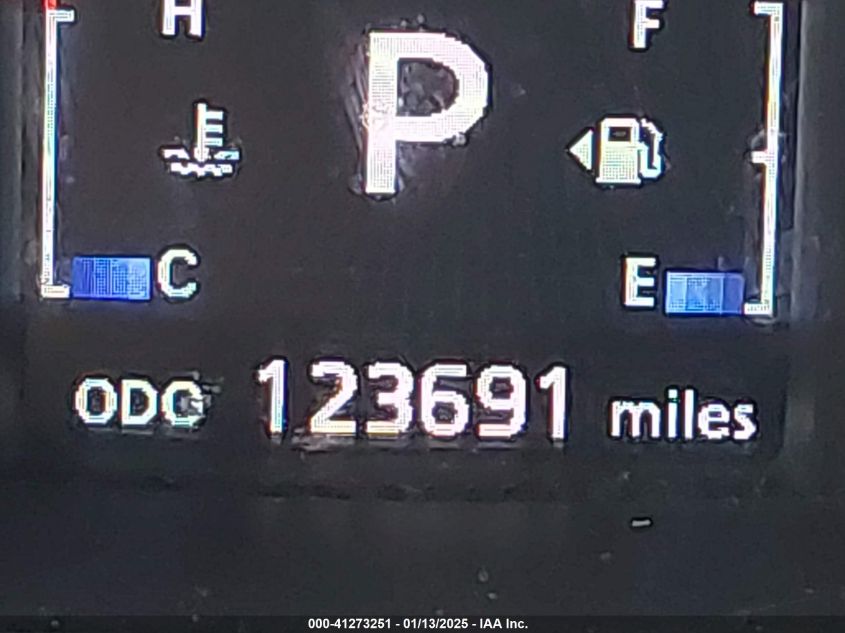 H F
P
C E
ODO 123691 miles
000-41273251 - 01/13/2025 - IAA Inc.